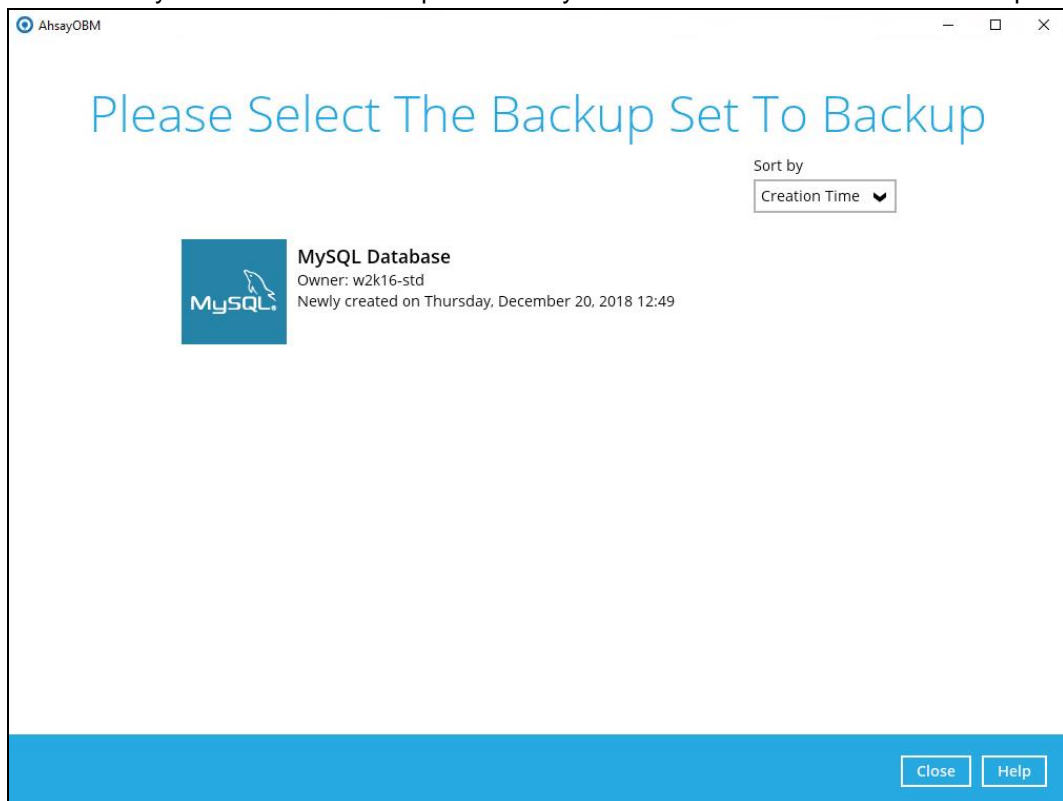 AhsayOBM
Please Select The Backup Set To Backup
Sort by
Creation Time
MySQL Database
Owner: w2k16-std
Newly created on Thursday, December 20, 2018 12:49
MySQL.
Close Help